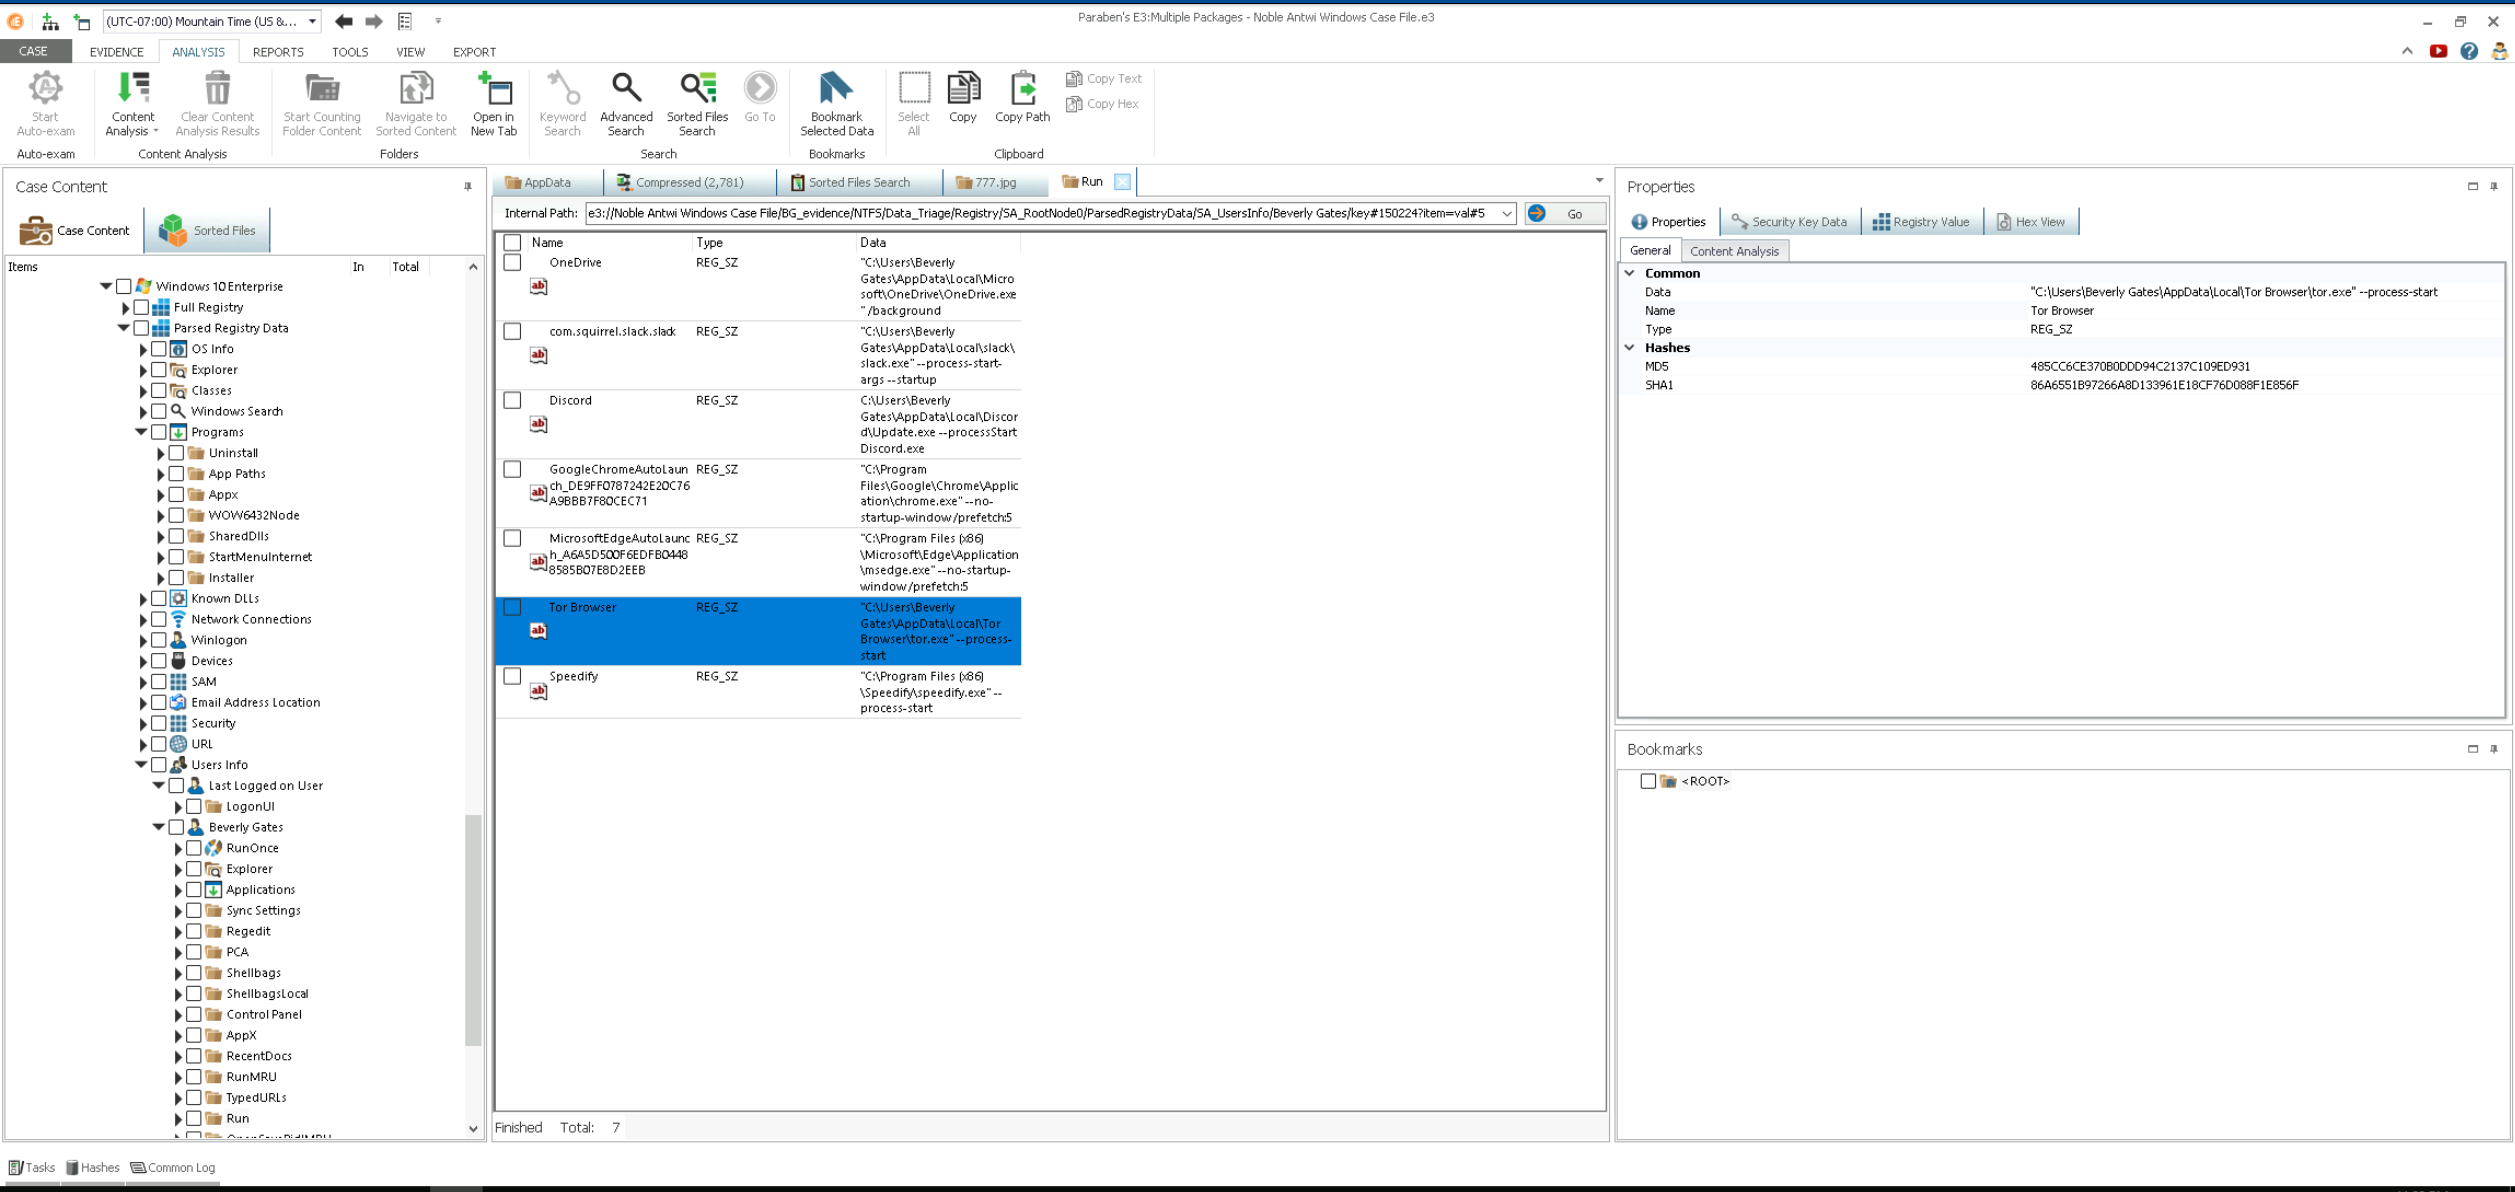 (UTC-07:00) Mountain Time (US &...
Paraben's E3:Multiple Packages - Noble Antwi Windows Case File.e3
CASE EVIDENCE ANALYSIS REPORTS TOOLS VIEW EXPORT
Start Auto-exam
Auto-exam
Content Analysis
Clear Content Analysis Results
Content Analysis
Start Counting Folder Content
Navigate to Sorted Content
Open in New Tab
Folders
Keyword Search
Advanced Search
Sorted Files Search
Go To
Search
Bookmark Selected Data
Bookmarks
Select All
Copy
Copy Path
Copy Text
Copy Hex
Clipboard
Case Content
Case Content
Sorted Files
Items In Total
Windows 10 Enterprise
Full Registry
Parsed Registry Data
OS Info
Explorer
Classes
Windows Search
Programs
Uninstall
App Paths
Appx
WOW6432Node
SharedDlls
StartMenuInternet
Installer
Known DLLs
Network Connections
Winlogon
Devices
SAM
Email Address Location
Security
URL
Users Info
Last Logged on User
LogonUI
Beverly Gates
RunOnce
Explorer
Applications
Sync Settings
Regedit
PCA
Shellbags
ShellbagsLocal
Control Panel
AppX
RecentDocs
RunMRU
TypedURLs
Run
AppData
Compressed (2,781)
Sorted Files Search
777.jpg
Run
Internal Path: e3://Noble Antwi Windows Case File/BG_evidence/NTFS/Data_Triage/Registry/SA_RootNode0/ParsedRegistryData/SA_UsersInfo/Beverly Gates/key#150224?item=val#5 Go
Name Type Data
OneDrive REG_SZ "C:\Users\Beverly
Gates\AppData\Local\Micro
soft\OneDrive\OneDrive.exe
" /background
com.squirrel.slack.slack REG_SZ "C:\Users\Beverly
Gates\AppData\Local\slack\
slack.exe" --process-start-
args --startup
Discord REG_SZ C:\Users\Beverly
Gates\AppData\Local\Discor
d\Update.exe --processStart
Discord.exe
GoogleChromeAutoLaun REG_SZ "C:\Program
ch_DE9FF0787242E20C76 Files\Google\Chrome\Applic
A9BBB7F80CEC71 ation\chrome.exe" --no-
startup-window /prefetch:5
MicrosoftEdgeAutoLaunc REG_SZ "C:\Program Files (x86)
h_A6A5D500F6EDFB0448 \Microsoft\Edge\Application
8585B07E8D2EEB \msedge.exe" --no-startup-
window /prefetch:5
Tor Browser REG_SZ "C:\Users\Beverly
Gates\AppData\Local\Tor
Browser\tor.exe" --process-
start
Speedify REG_SZ "C:\Program Files (x86)
\Speedify\speedify.exe" --
process-start
Finished Total: 7
Properties
Properties Security Key Data Registry Value Hex View
General Content Analysis
Common
Data "C:\Users\Beverly Gates\AppData\Local\Tor Browser\tor.exe" --process-start
Name Tor Browser
Type REG_SZ
Hashes
MD5 485CC6CE370B0DDD94C2137C109ED931
SHA1 86A6551B97266A8D133961E18CF76D088F1E856F
Bookmarks
<ROOT>
Tasks Hashes Common Log